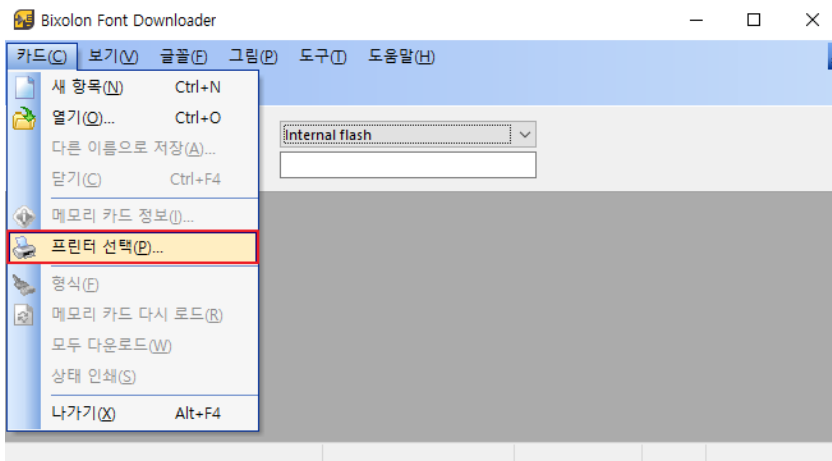 Bixolon Font Downloader
카드(C) 보기(V) 글꼴(F) 그림(P) 도구(T) 도움말(H)
새 항목(N) Ctrl+N
열기(O)... Ctrl+O
Internal flash
다른 이름으로 저장(A)...
닫기(C) Ctrl+F4
메모리 카드 정보(I)...
프린터 선택(P)...
형식(F)
메모리 카드 다시 로드(R)
모두 다운로드(W)
상태 인쇄(S)
나가기(X) Alt+F4